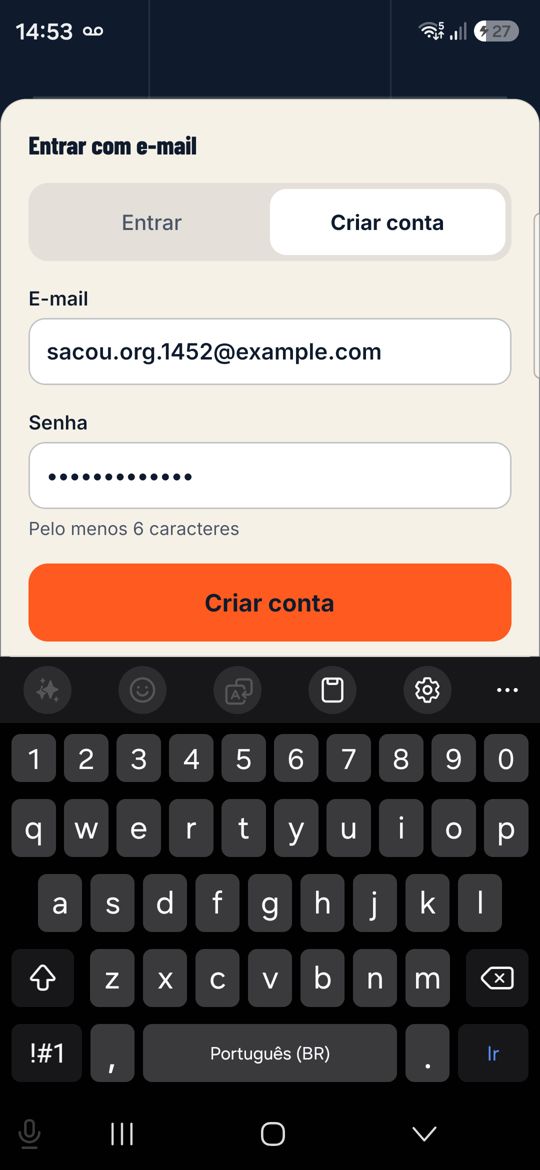 14:53
5
27
Entrar com e-mail
Entrar Criar conta
E-mail
sacou.org.1452@example.com
Senha
•••••••••••••
Pelo menos 6 caracteres
Criar conta
1 2 3 4 5 6 7 8 9 0
q w e r t y u i o p
a s d f g h j k l
z x c v b n m
!#1 , Português (BR) . Ir